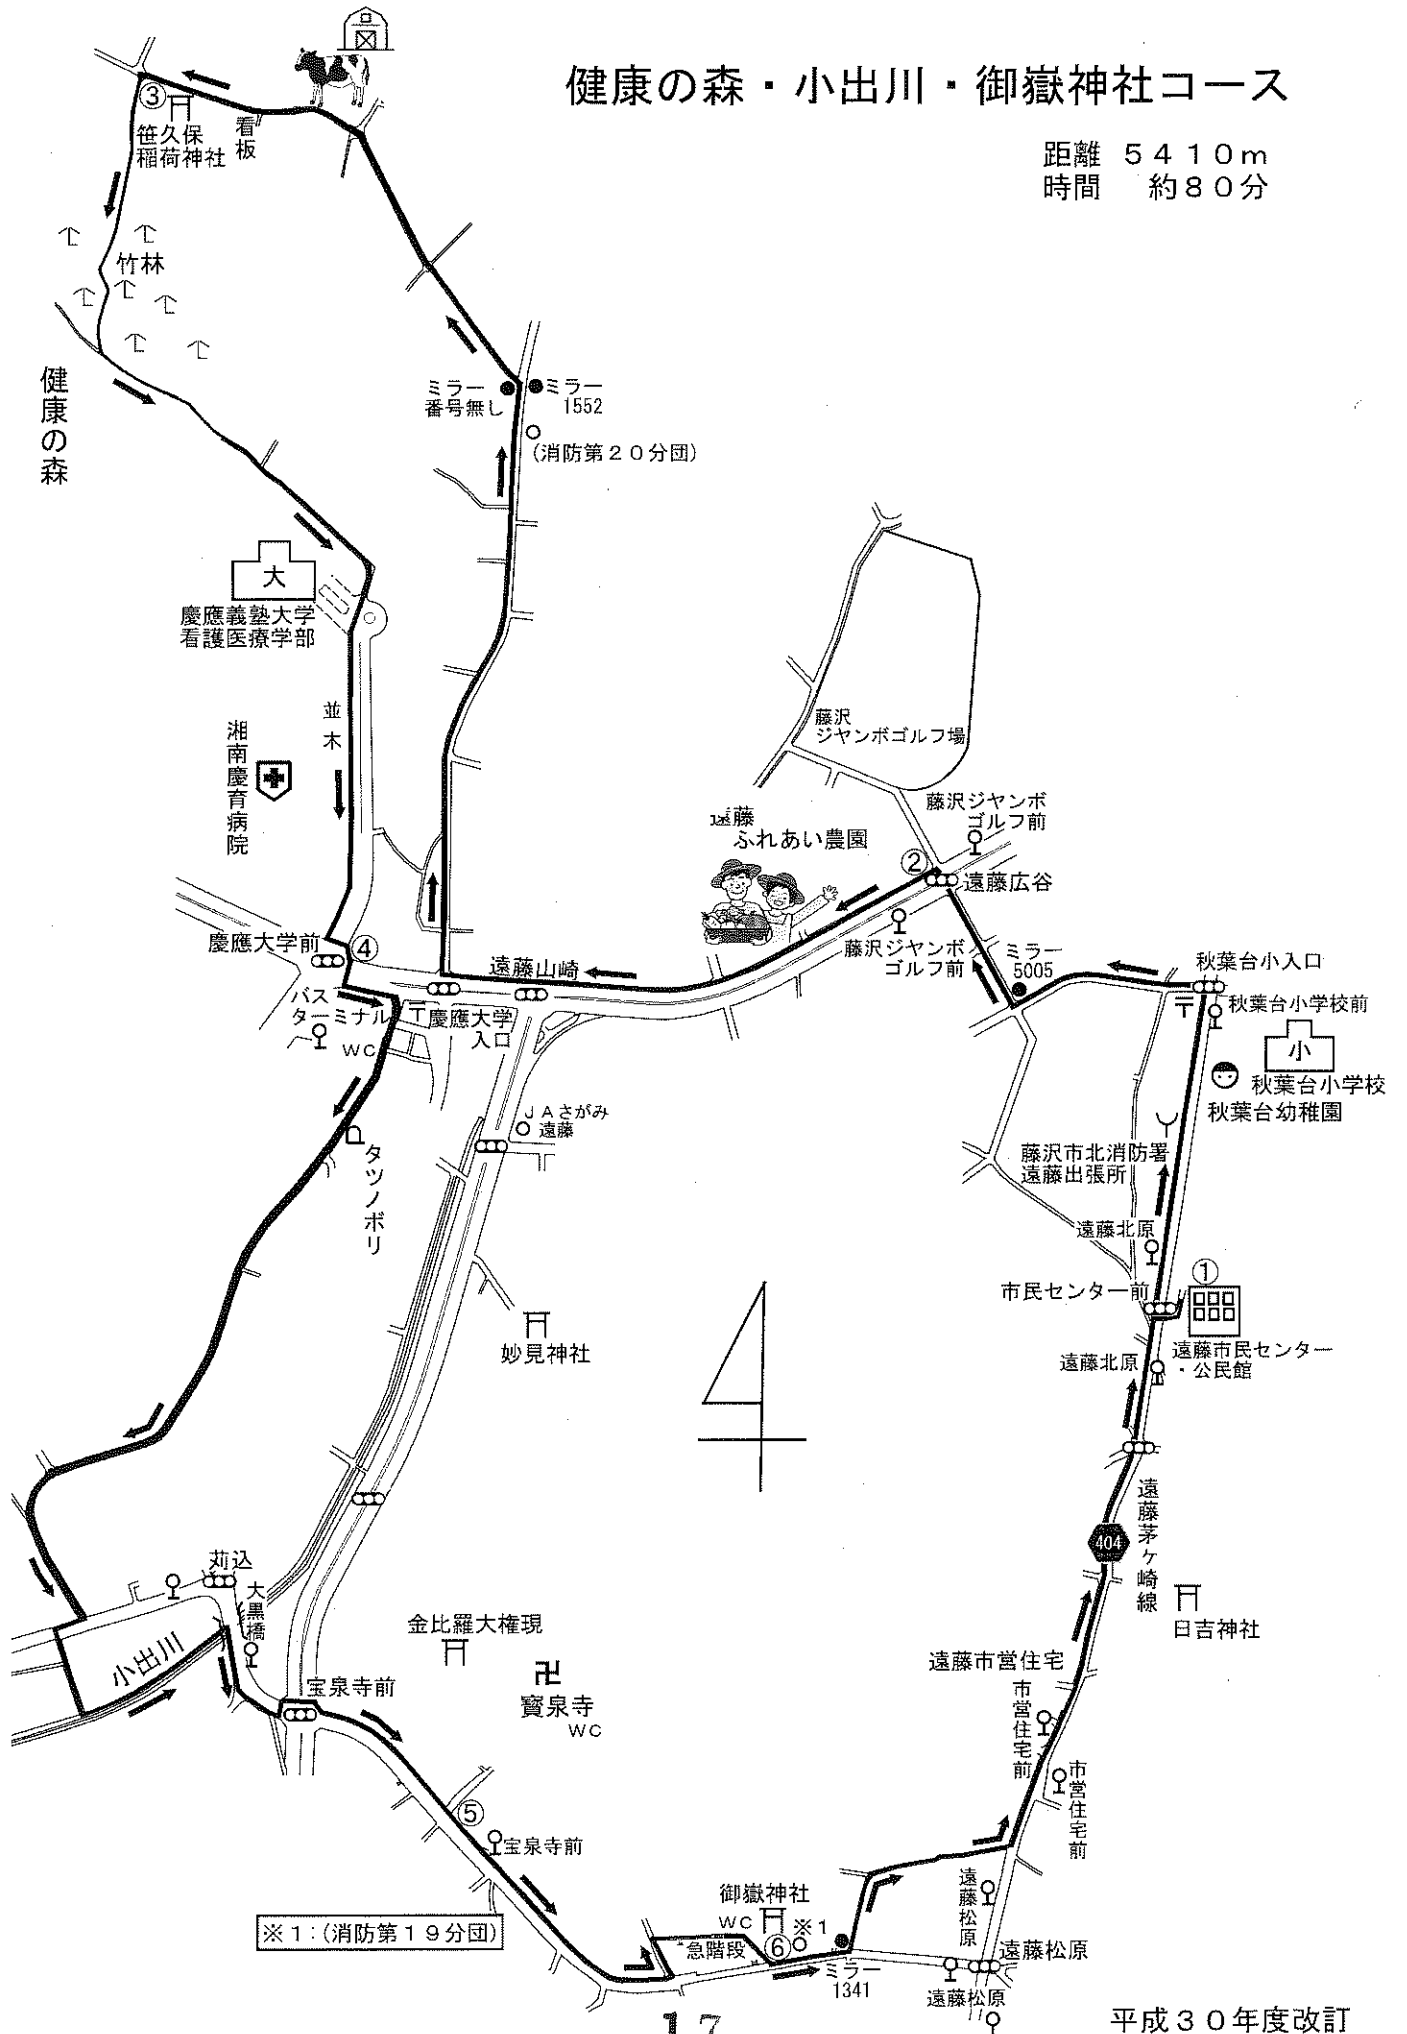 健康の森・小出川・御嶽神社コース
距離 5410m
時間 約80分
③
笹久保
稲荷神社
看板
竹林
健康の森
ミラー
番号無し
ミラー
1552
(消防第20分団)
大
慶應義塾大学
看護医療学部
並木
湘南慶育病院
藤沢
ジヤンボゴルフ場
藤沢ジヤンボ
ゴルフ前
遠藤
ふれあい農園
②
遠藤広谷
藤沢ジヤンボ
ゴルフ前
ミラー
5005
秋葉台小入口
〒
秋葉台小学校前
小
秋葉台小学校
秋葉台幼稚園
慶應大学前
④
遠藤山崎
バス
ターミナル
WC
〒
慶應大学
入口
JAさがみ
遠藤
タツノボリ
藤沢市北消防署
遠藤出張所
遠藤北原
①
市民センター前
遠藤市民センター
・公民館
遠藤北原
妙見神社
遠藤茅ヶ崎線
404
日吉神社
苅込
大黒橋
小出川
金比羅大権現
卍
寶泉寺
WC
宝泉寺前
遠藤市営住宅
市営住宅前
市営住宅前
⑤
宝泉寺前
※1:(消防第19分団)
御嶽神社
WC
※1
急階段
⑥
ミラー
1341
遠藤松原
遠藤松原
遠藤松原
17
平成30年度改訂